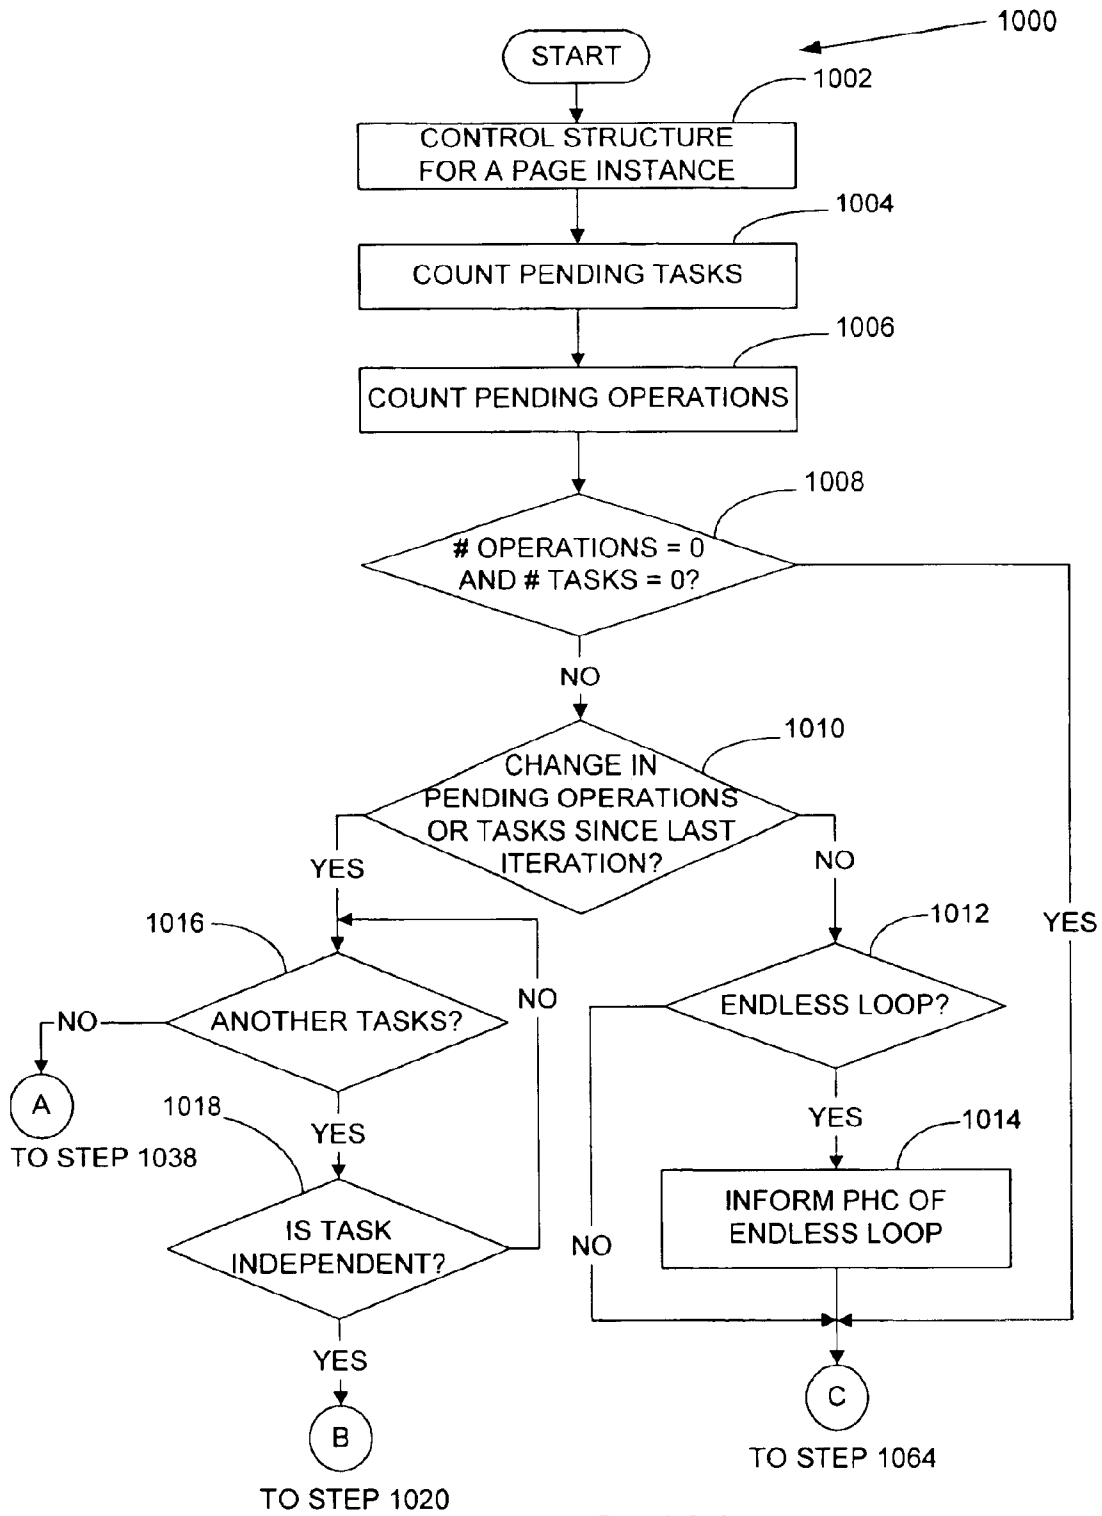 1000
START
1002
CONTROL STRUCTURE
FOR A PAGE INSTANCE
1004
COUNT PENDING TASKS
1006
COUNT PENDING OPERATIONS
1008
# OPERATIONS = 0
AND # TASKS = 0?
NO
1010
CHANGE IN
PENDING OPERATIONS
OR TASKS SINCE LAST
ITERATION?
YES
NO
1016
1012
YES
NO
ANOTHER TASKS?
ENDLESS LOOP?
NO
A
TO STEP 1038
1018
YES
YES
1014
IS TASK
INDEPENDENT?
INFORM PHC OF
ENDLESS LOOP
NO
YES
B
TO STEP 1020
C
TO STEP 1064